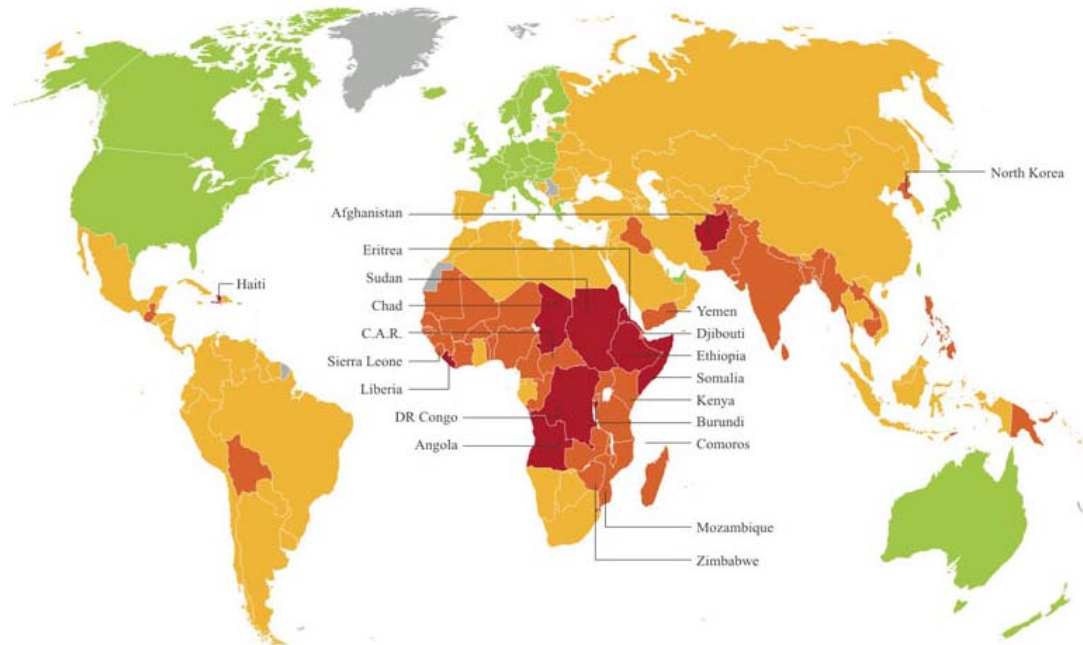 North Korea
Afghanistan
Eritrea
Sudan
Haiti
Chad
Yemen
C.A.R.
Djibouti
Sierra Leone
Ethiopia
Liberia
Somalia
Kenya
DR Congo
Burundi
Angola
Comoros
Mozambique
Zimbabwe